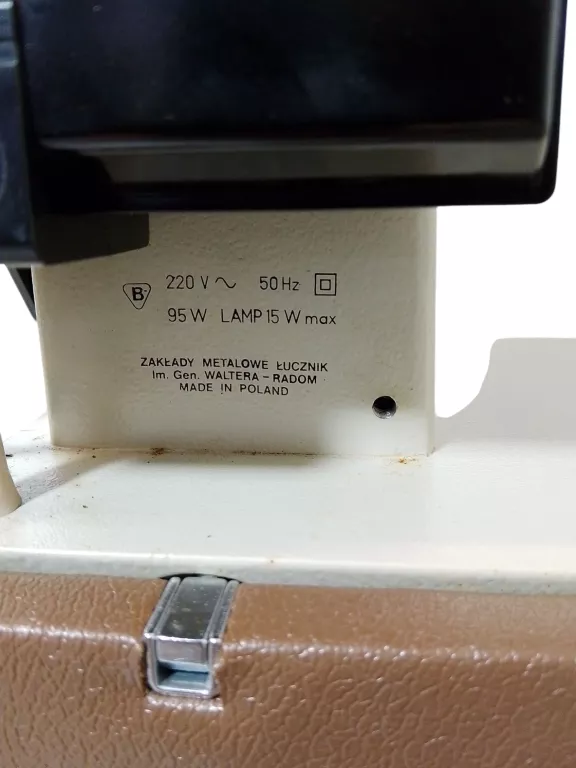 B 220 V ~ 50 Hz
95 W LAMP 15 W max
ZAKŁADY METALOWE ŁUCZNIK
Im. Gen. WALTERA – RADOM
MADE IN POLAND